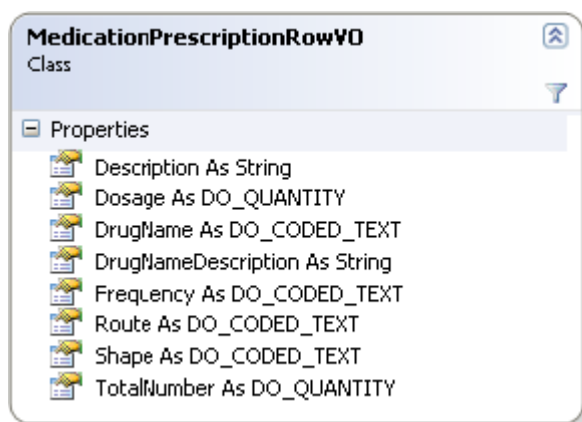 MedicationPrescriptionRowVO
Class
Properties
Description As String
Dosage As DO_QUANTITY
DrugName As DO_CODED_TEXT
DrugNameDescription As String
Frequency As DO_CODED_TEXT
Route As DO_CODED_TEXT
Shape As DO_CODED_TEXT
TotalNumber As DO_QUANTITY